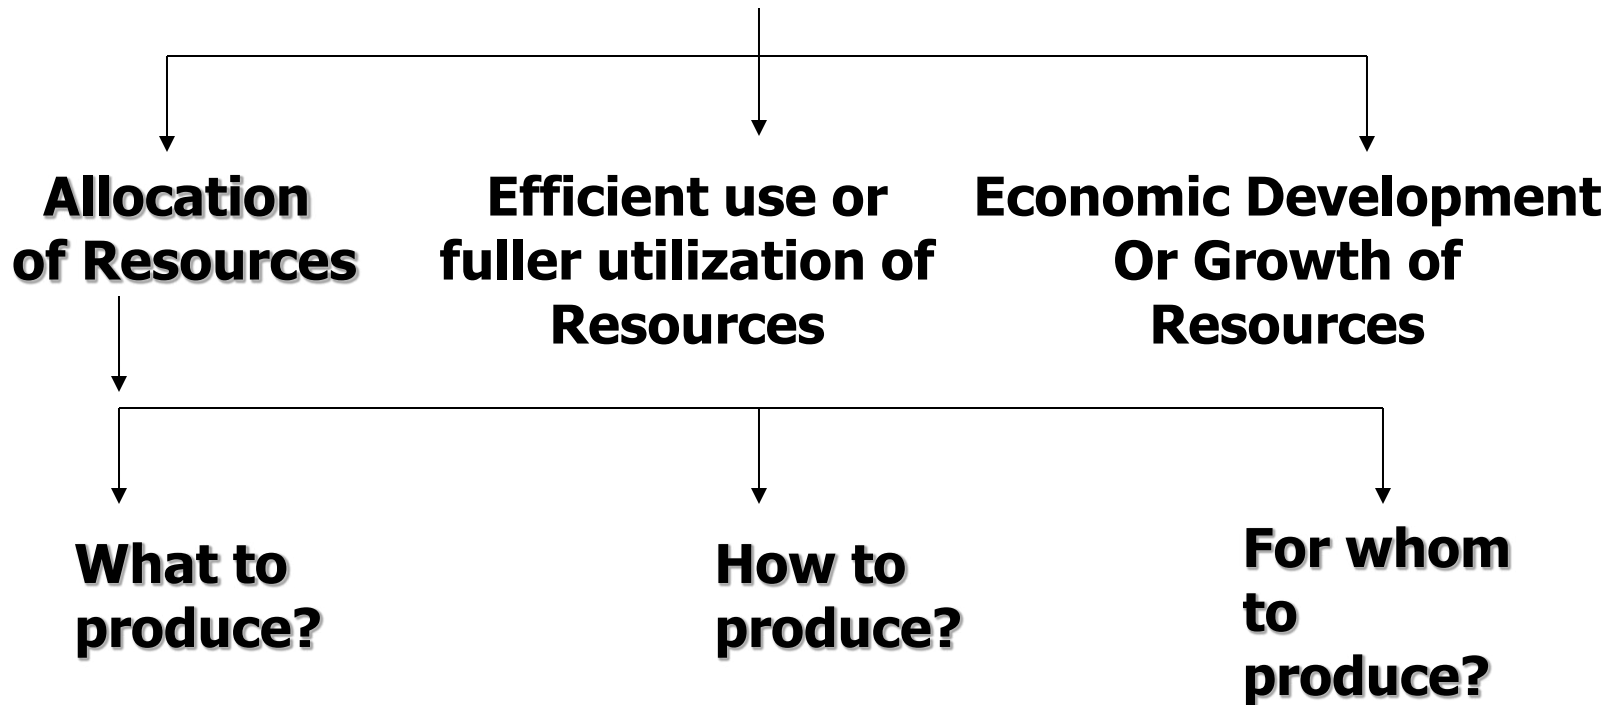 Allocation
of Resources
Efficient use or
fuller utilization of
Resources
Economic Development
Or Growth of
Resources
What to
produce?
How to
produce?
For whom
to
produce?